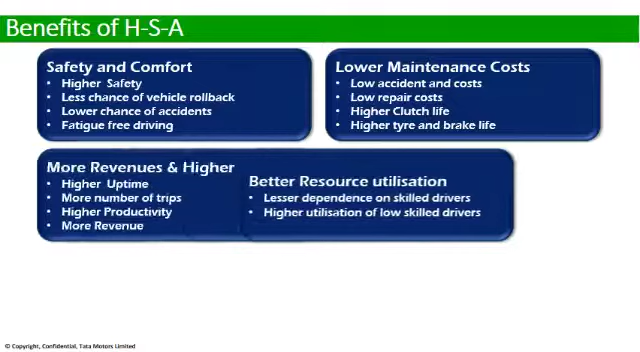 Benefits of H-S-A
Safety and Comfort
• Higher Safety
• Less chance of vehicle rollback
• Lower chance of accidents
• Fatigue free driving
Lower Maintenance Costs
• Low accident and costs
• Low repair costs
• Higher Clutch life
• Higher tyre and brake life
More Revenues & Higher
• Higher Uptime
• More number of trips
• Higher Productivity
• More Revenue
Better Resource utilisation
• Lesser dependence on skilled drivers
• Higher utilisation of low skilled drivers
© Copyright, Confidential, Tata Motors Limited